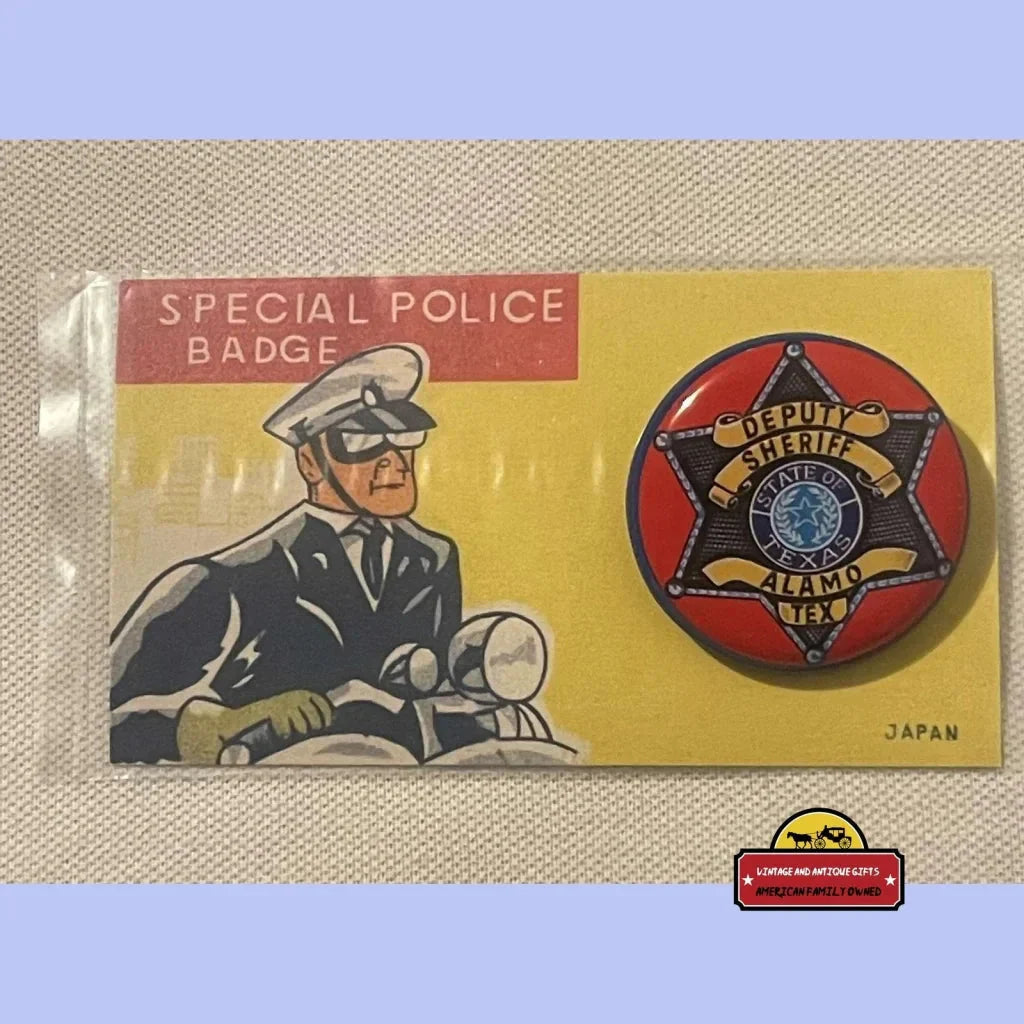 SPECIAL POLICE
BADGE
DEPUTY
SHERIFF
STATE OF
TEXAS
ALAMO
TEX
JAPAN
VINTAGE AND ANTIQUE GIFTS
AMERICAN FAMILY OWNED